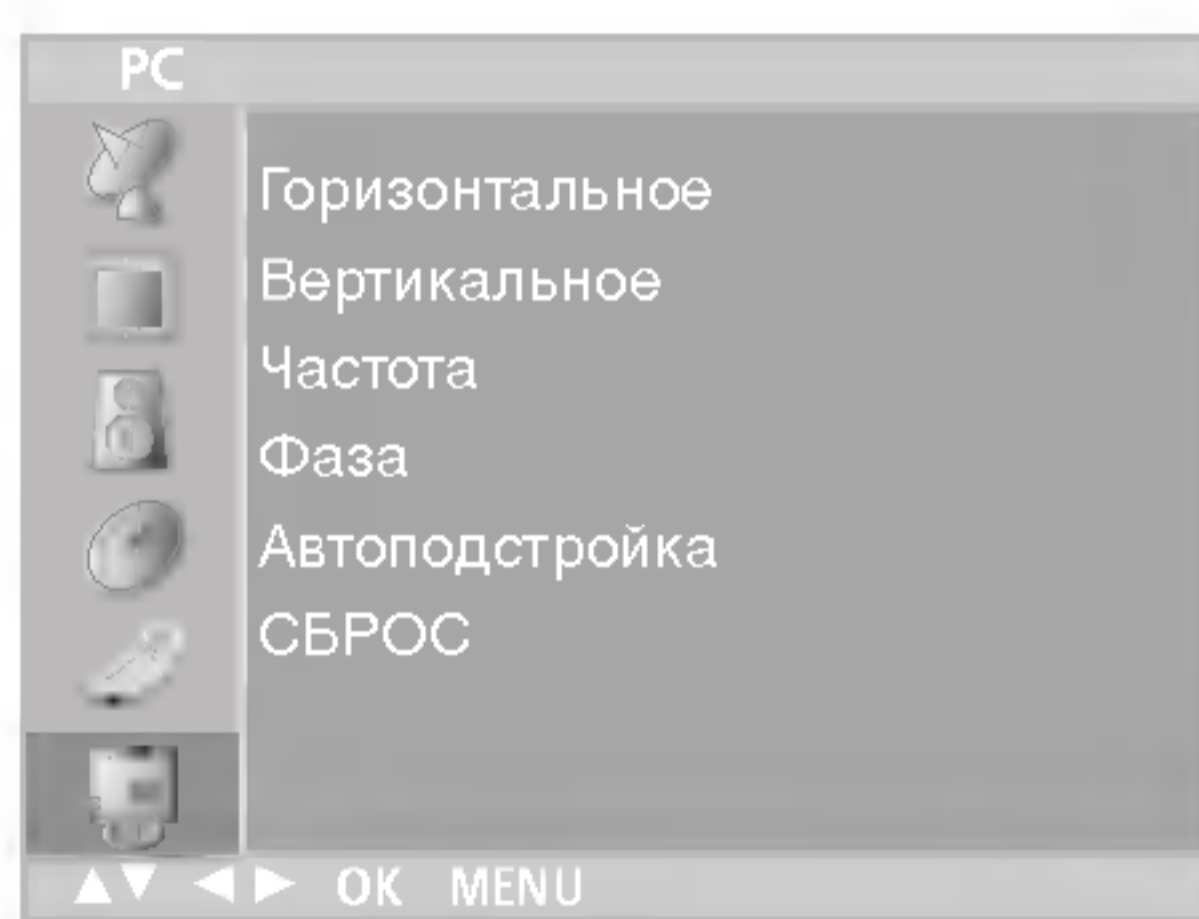 PC
Горизонтальное
Вертикальное
Частота
Фаза
Автоподстройка
СБРОС
▲▼ ◀ ▶ OK MENU